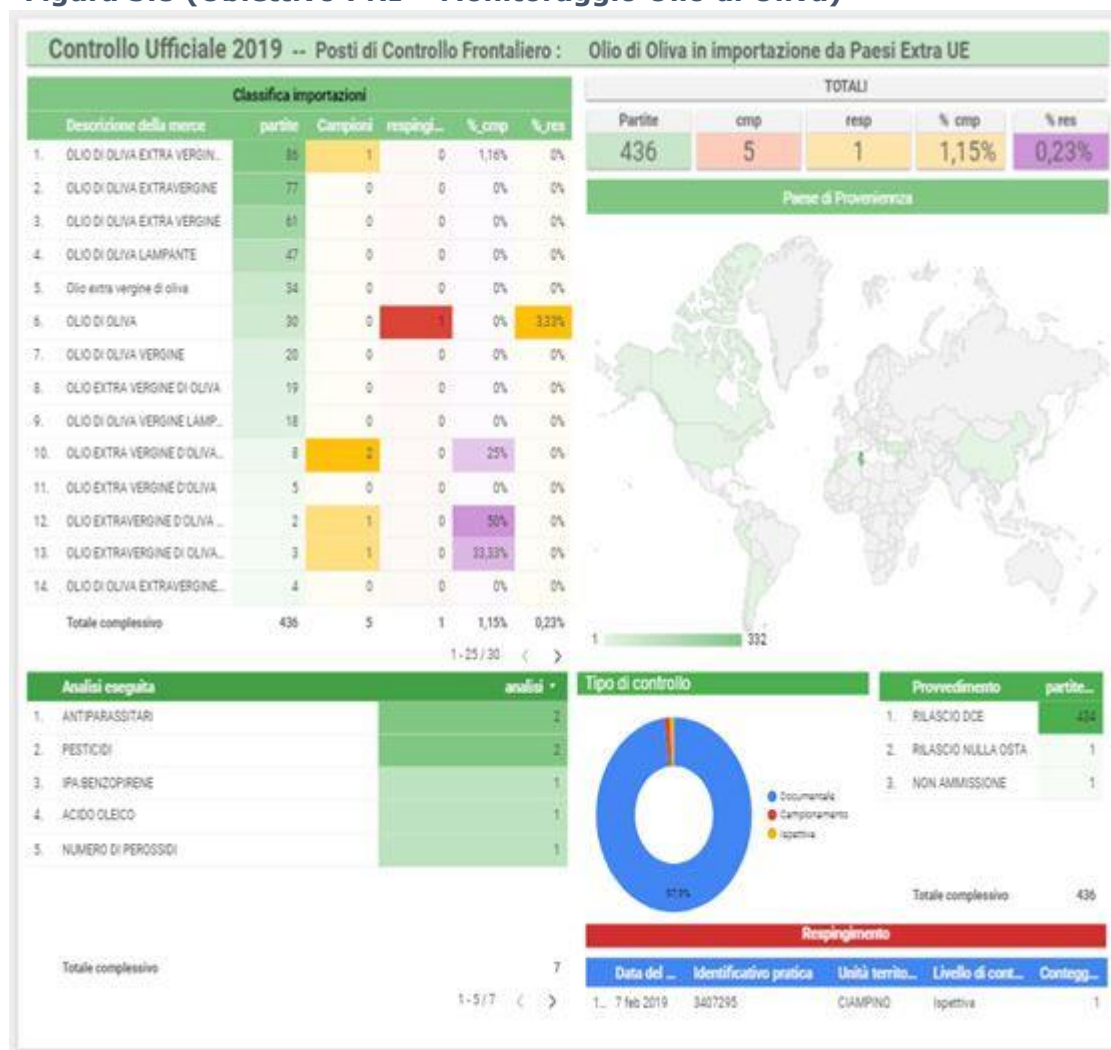 Controllo Ufficiale 2019 -- Posti di Controllo Frontaliero : Olio di Oliva in importazione da Paesi Extra UE
Classifica importazioni
Descrizione della merce partite Campioni respingi... %_cmp %_res
1. OLIO DI OLIVA EXTRA VERGIN... 86 1 0 1,16% 0%
2. OLIO DI OLIVA EXTRAVERGINE 77 0 0 0% 0%
3. OLIO DI OLIVA EXTRA VERGINE 61 0 0 0% 0%
4. OLIO DI OLIVA LAMPANTE 47 0 0 0% 0%
5. Olio extra vergine di oliva 34 0 0 0% 0%
6. OLIO DI OLIVA 30 0 1 0% 3,33%
7. OLIO DI OLIVA VERGINE 20 0 0 0% 0%
8. OLIO EXTRA VERGINE DI OLIVA 19 0 0 0% 0%
9. OLIO DI OLIVA VERGINE LAMP... 18 0 0 0% 0%
10. OLIO EXTRA VERGINE D'OLIVA... 8 2 0 25% 0%
11. OLIO EXTRA VERGINE D'OLIVA 5 0 0 0% 0%
12. OLIO EXTRAVERGINE D'OLIVA ... 2 1 0 50% 0%
13. OLIO EXTRAVERGINE DI OLIVA... 3 1 0 33,33% 0%
14. OLIO DI OLIVA EXTRAVERGINE... 4 0 0 0% 0%
Totale complessivo 436 5 1 1,15% 0,23%
1 - 25 / 30 < >
TOTALI
Partite cmp resp % cmp % res
436 5 1 1,15% 0,23%
Paese di Proveniennza
1 332
Analisi eseguita analisi
1. ANTIPARASSITARI 2
2. PESTICIDI 2
3. IPA:BENZOPIRENE 1
4. ACIDO OLEICO 1
5. NUMERO DI PEROSSIDI 1
Totale complessivo 7
1 - 5 / 7 < >
Tipo di controllo
Documentale
Campionamento
Ispettiva
97,9%
Provvedimento partite...
1. RILASCIO DCE 434
2. RILASCIO NULLA OSTA 1
3. NON AMMISSIONE 1
Totale complessivo 436
Respingimento
Data del ... Identificativo pratica Unità territo... Livello di cont... Contegg...
1... 7 feb 2019 3407295 CIAMPINO Ispettiva 1